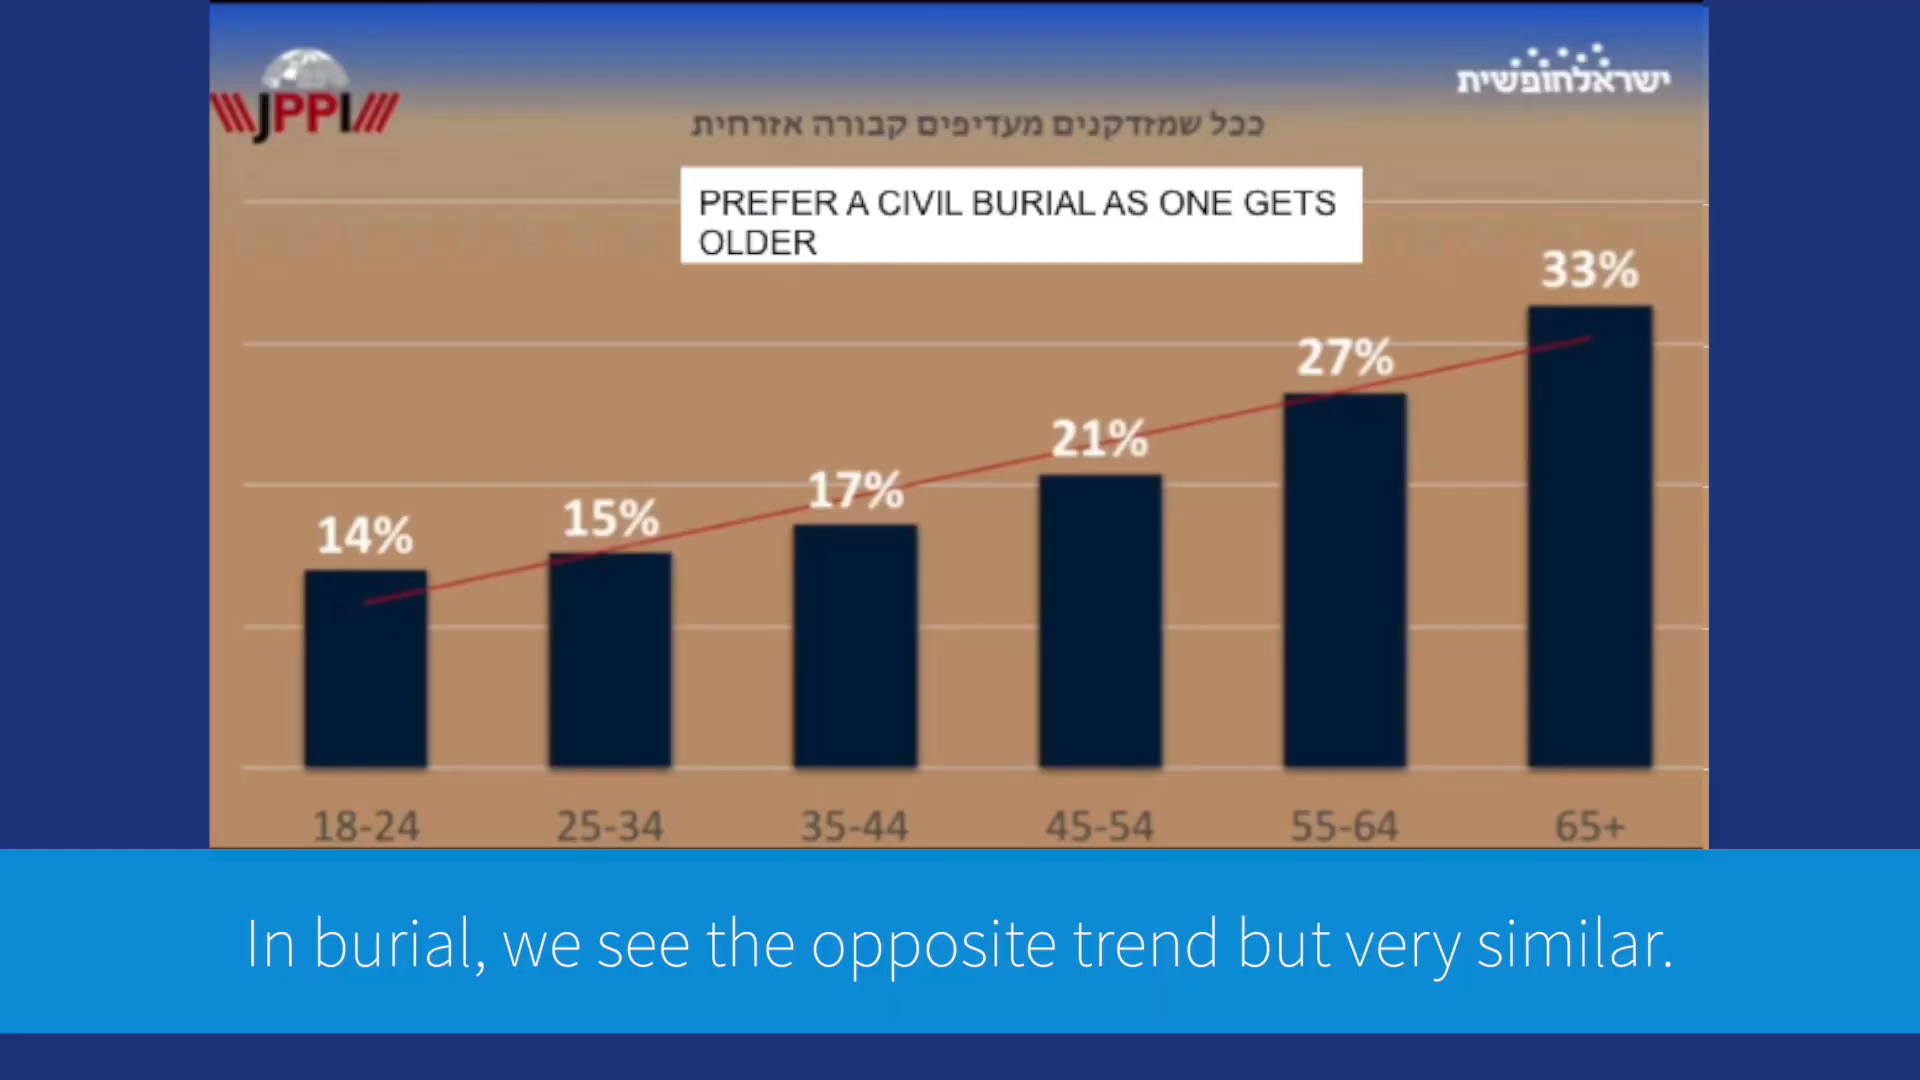 JPPI
ישראלחופשית
ככל שמזדקנים מעדיפים קבורה אזרחית
PREFER A CIVIL BURIAL AS ONE GETS
OLDER
14%
15%
17%
21%
27%
33%
18-24
25-34
35-44
45-54
55-64
65+
In burial, we see the opposite trend but very similar.